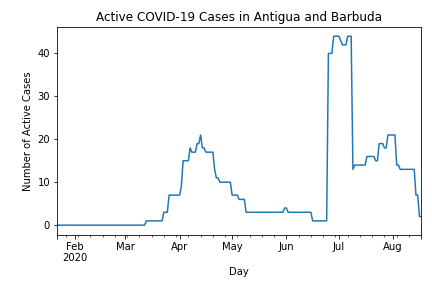 Active COVID-19 Cases in Antigua and Barbuda
Number of Active Cases
40
30
20
10
0
Feb Mar Apr May Jun Jul Aug
2020
Day